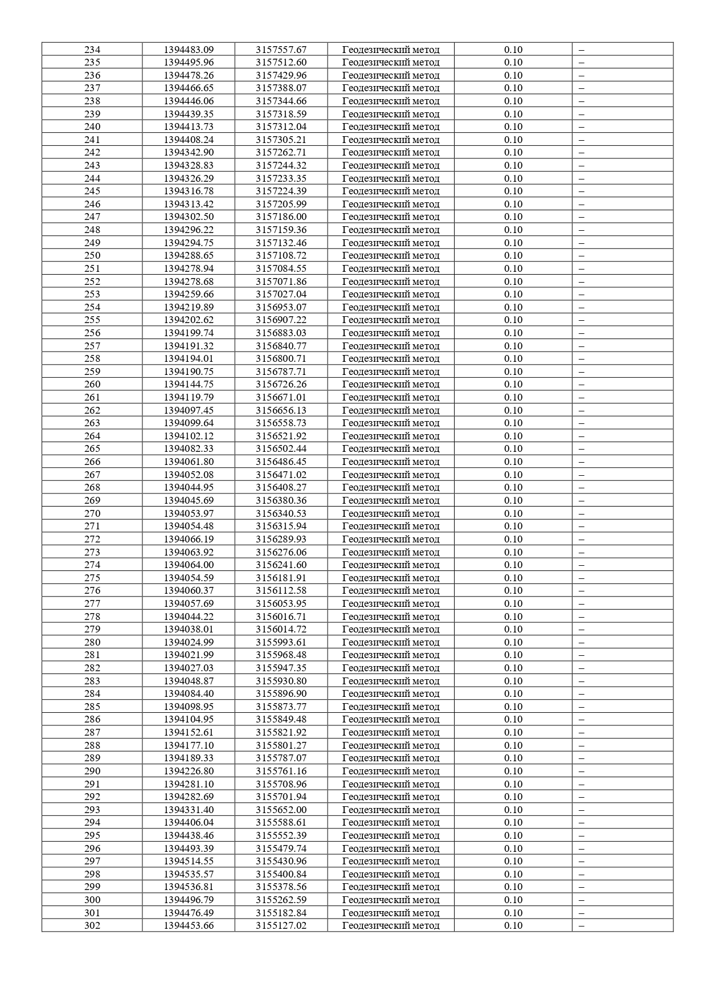 234 1394483.09 3157557.67 Геодезический метод 0.10 –
235 1394495.96 3157512.60 Геодезический метод 0.10 –
236 1394478.26 3157429.96 Геодезический метод 0.10 –
237 1394466.65 3157388.07 Геодезический метод 0.10 –
238 1394446.06 3157344.66 Геодезический метод 0.10 –
239 1394439.35 3157318.59 Геодезический метод 0.10 –
240 1394413.73 3157312.04 Геодезический метод 0.10 –
241 1394408.24 3157305.21 Геодезический метод 0.10 –
242 1394342.90 3157262.71 Геодезический метод 0.10 –
243 1394328.83 3157244.32 Геодезический метод 0.10 –
244 1394326.29 3157233.35 Геодезический метод 0.10 –
245 1394316.78 3157224.39 Геодезический метод 0.10 –
246 1394313.42 3157205.99 Геодезический метод 0.10 –
247 1394302.50 3157186.00 Геодезический метод 0.10 –
248 1394296.22 3157159.36 Геодезический метод 0.10 –
249 1394294.75 3157132.46 Геодезический метод 0.10 –
250 1394288.65 3157108.72 Геодезический метод 0.10 –
251 1394278.94 3157084.55 Геодезический метод 0.10 –
252 1394278.68 3157071.86 Геодезический метод 0.10 –
253 1394259.66 3157027.04 Геодезический метод 0.10 –
254 1394219.89 3156953.07 Геодезический метод 0.10 –
255 1394202.62 3156907.22 Геодезический метод 0.10 –
256 1394199.74 3156883.03 Геодезический метод 0.10 –
257 1394191.32 3156840.77 Геодезический метод 0.10 –
258 1394194.01 3156800.71 Геодезический метод 0.10 –
259 1394190.75 3156787.71 Геодезический метод 0.10 –
260 1394144.75 3156726.26 Геодезический метод 0.10 –
261 1394119.79 3156671.01 Геодезический метод 0.10 –
262 1394097.45 3156656.13 Геодезический метод 0.10 –
263 1394099.64 3156558.73 Геодезический метод 0.10 –
264 1394102.12 3156521.92 Геодезический метод 0.10 –
265 1394082.33 3156502.44 Геодезический метод 0.10 –
266 1394061.80 3156486.45 Геодезический метод 0.10 –
267 1394052.08 3156471.02 Геодезический метод 0.10 –
268 1394044.95 3156408.27 Геодезический метод 0.10 –
269 1394045.69 3156380.36 Геодезический метод 0.10 –
270 1394053.97 3156340.53 Геодезический метод 0.10 –
271 1394054.48 3156315.94 Геодезический метод 0.10 –
272 1394066.19 3156289.93 Геодезический метод 0.10 –
273 1394063.92 3156276.06 Геодезический метод 0.10 –
274 1394064.00 3156241.60 Геодезический метод 0.10 –
275 1394054.59 3156181.91 Геодезический метод 0.10 –
276 1394060.37 3156112.58 Геодезический метод 0.10 –
277 1394057.69 3156053.95 Геодезический метод 0.10 –
278 1394044.22 3156016.71 Геодезический метод 0.10 –
279 1394038.01 3156014.72 Геодезический метод 0.10 –
280 1394024.99 3155993.61 Геодезический метод 0.10 –
281 1394021.99 3155968.48 Геодезический метод 0.10 –
282 1394027.03 3155947.35 Геодезический метод 0.10 –
283 1394048.87 3155930.80 Геодезический метод 0.10 –
284 1394084.40 3155896.90 Геодезический метод 0.10 –
285 1394098.95 3155873.77 Геодезический метод 0.10 –
286 1394104.95 3155849.48 Геодезический метод 0.10 –
287 1394152.61 3155821.92 Геодезический метод 0.10 –
288 1394177.10 3155801.27 Геодезический метод 0.10 –
289 1394189.33 3155787.07 Геодезический метод 0.10 –
290 1394226.80 3155761.16 Геодезический метод 0.10 –
291 1394281.10 3155708.96 Геодезический метод 0.10 –
292 1394282.69 3155701.94 Геодезический метод 0.10 –
293 1394331.40 3155652.00 Геодезический метод 0.10 –
294 1394406.04 3155588.61 Геодезический метод 0.10 –
295 1394438.46 3155552.39 Геодезический метод 0.10 –
296 1394493.39 3155479.74 Геодезический метод 0.10 –
297 1394514.55 3155430.96 Геодезический метод 0.10 –
298 1394535.57 3155400.84 Геодезический метод 0.10 –
299 1394536.81 3155378.56 Геодезический метод 0.10 –
300 1394496.79 3155262.59 Геодезический метод 0.10 –
301 1394476.49 3155182.84 Геодезический метод 0.10 –
302 1394453.66 3155127.02 Геодезический метод 0.10 –